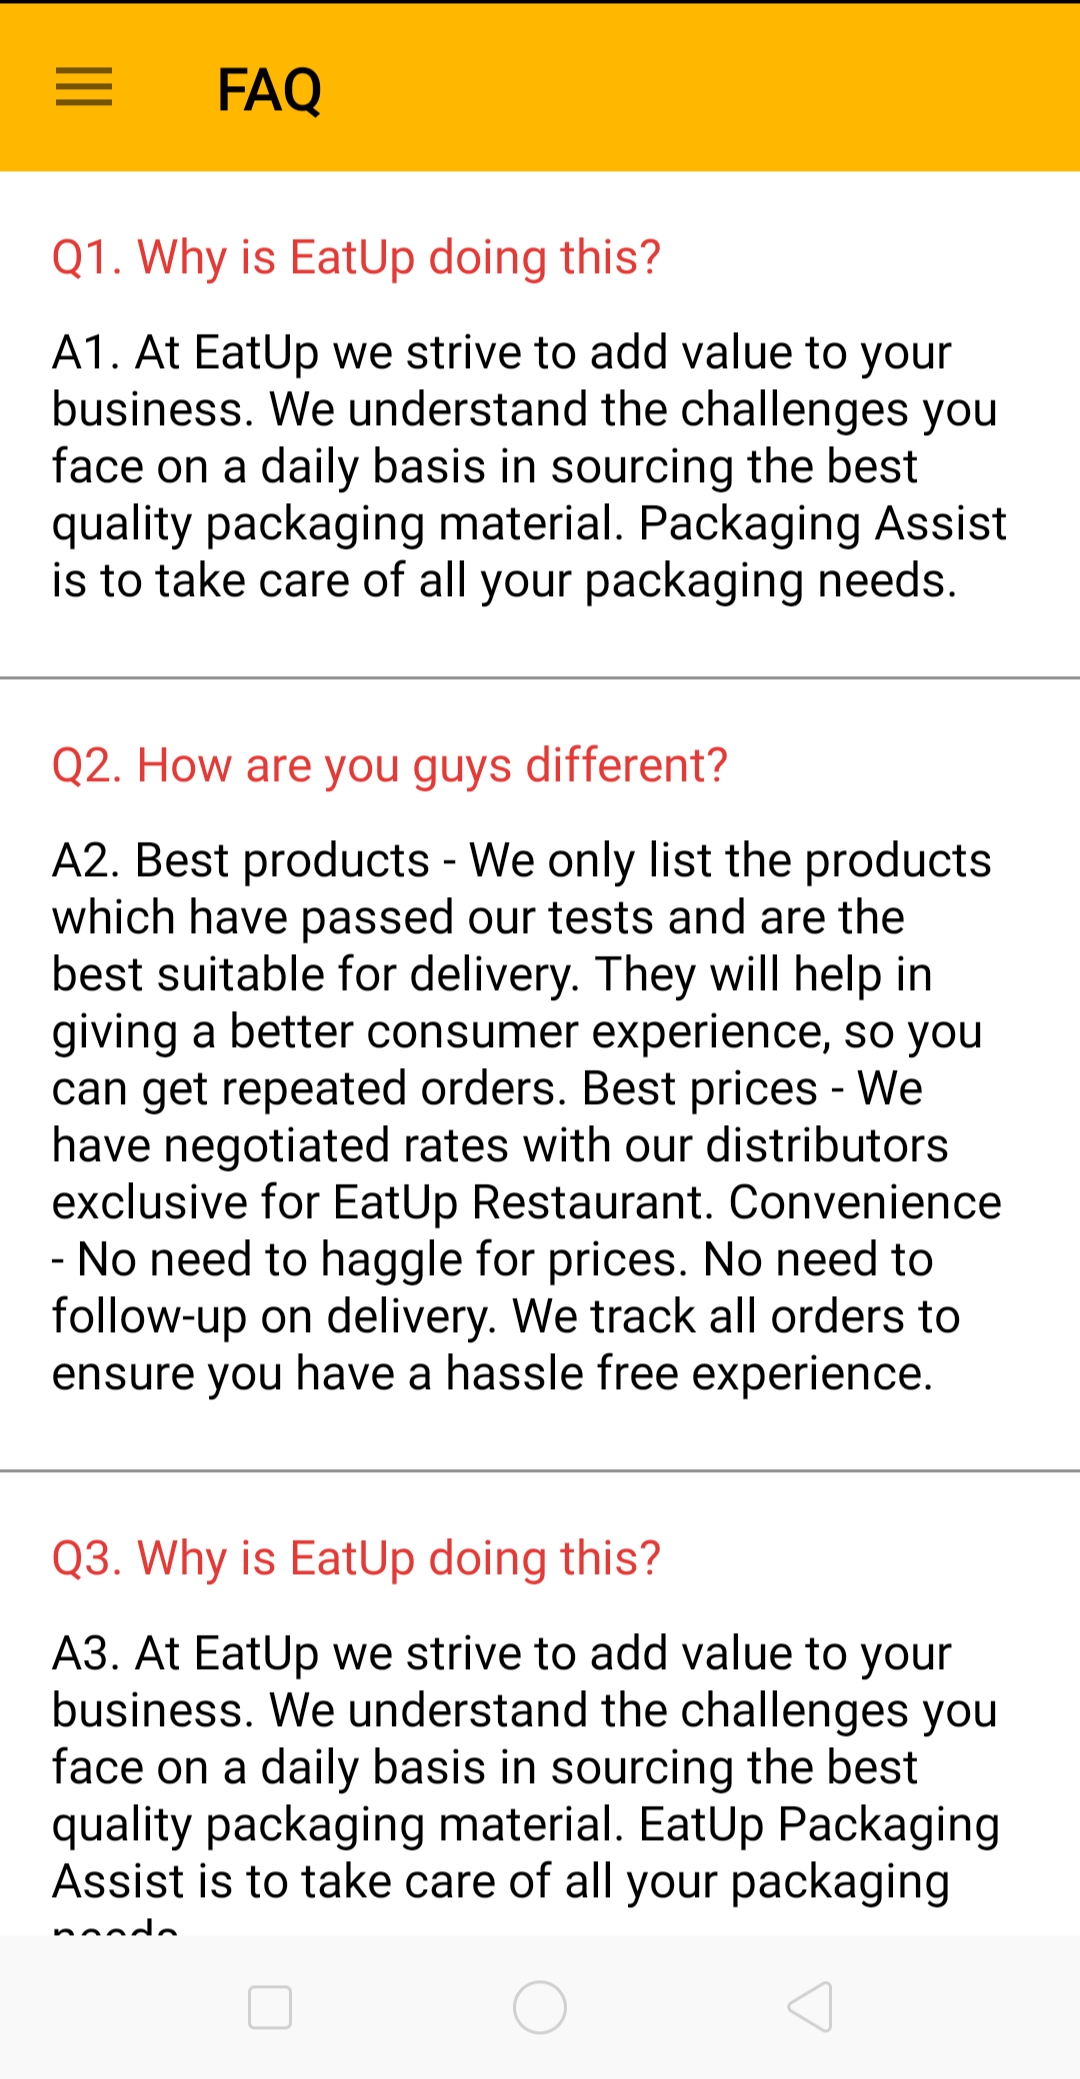 FAQ
Q1. Why is EatUp doing this?
A1. At EatUp we strive to add value to your
business. We understand the challenges you
face on a daily basis in sourcing the best
quality packaging material. Packaging Assist
is to take care of all your packaging needs.
Q2. How are you guys different?
A2. Best products - We only list the products
which have passed our tests and are the
best suitable for delivery. They will help in
giving a better consumer experience, so you
can get repeated orders. Best prices - We
have negotiated rates with our distributors
exclusive for EatUp Restaurant. Convenience
- No need to haggle for prices. No need to
follow-up on delivery. We track all orders to
ensure you have a hassle free experience.
Q3. Why is EatUp doing this?
A3. At EatUp we strive to add value to your
business. We understand the challenges you
face on a daily basis in sourcing the best
quality packaging material. EatUp Packaging
Assist is to take care of all your packaging